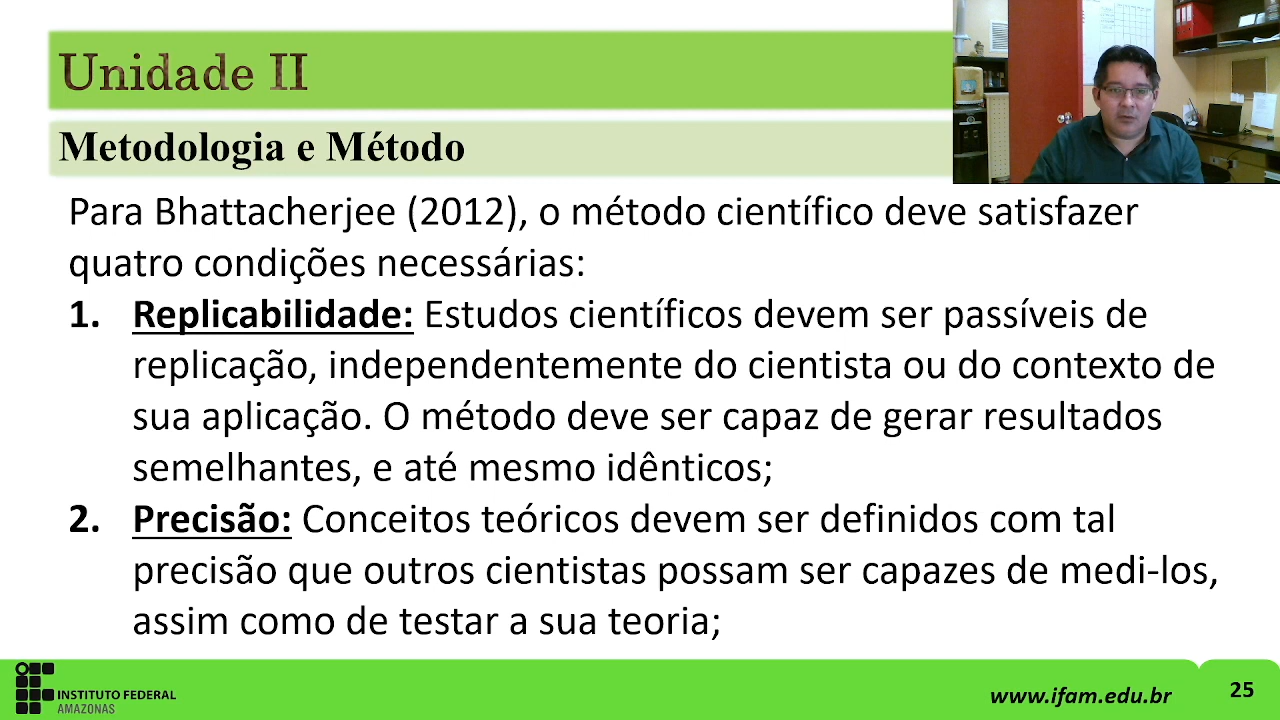 Unidade II
Metodologia e Método
Para Bhattacherjee (2012), o método científico deve satisfazer
quatro condições necessárias:
1. Replicabilidade: Estudos científicos devem ser passíveis de
replicação, independentemente do cientista ou do contexto de
sua aplicação. O método deve ser capaz de gerar resultados
semelhantes, e até mesmo idênticos;
2. Precisão: Conceitos teóricos devem ser definidos com tal
precisão que outros cientistas possam ser capazes de medi-los,
assim como de testar a sua teoria;
INSTITUTO FEDERAL
AMAZONAS
www.ifam.edu.br
25